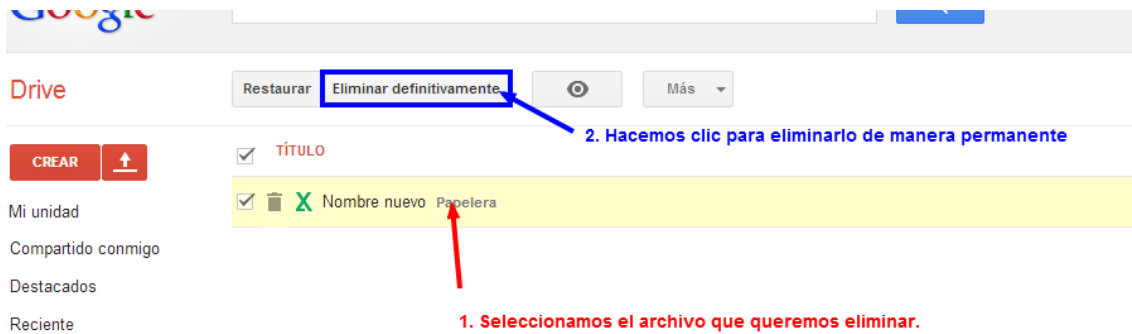 Google
Drive
Restaurar Eliminar definitivamente Más
2. Hacemos clic para eliminarlo de manera permanente
CREAR TÍTULO
Mi unidad
X Nombre nuevo Papelera
Compartido conmigo
Destacados
Reciente
1. Seleccionamos el archivo que queremos eliminar.